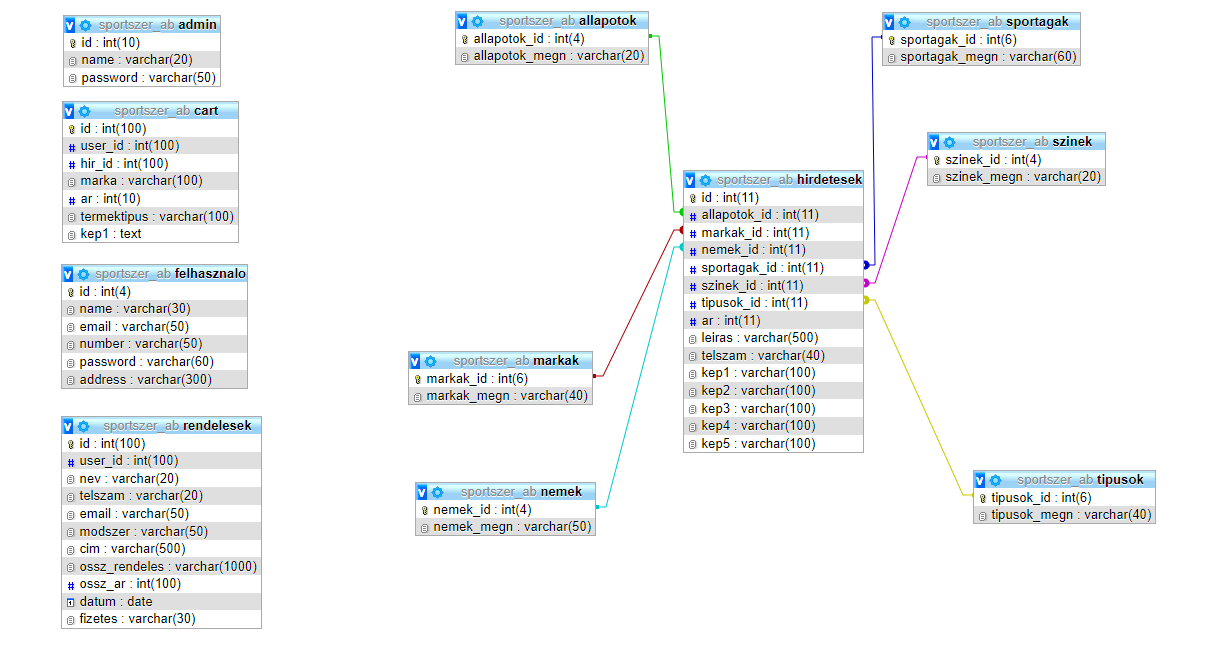 sportszer_ab admin
id : int(10)
name : varchar(20)
password : varchar(50)
sportszer_ab cart
id : int(100)
user_id : int(100)
hir_id : int(100)
marka : varchar(100)
ar : int(10)
termektipus : varchar(100)
kep1 : text
sportszer_ab felhasznalo
id : int(4)
name : varchar(30)
email : varchar(50)
number : varchar(50)
password : varchar(60)
address : varchar(300)
sportszer_ab rendelesek
id : int(100)
user_id : int(100)
nev : varchar(20)
telszam : varchar(20)
email : varchar(50)
modszer : varchar(50)
cim : varchar(500)
ossz_rendeles : varchar(1000)
ossz_ar : int(100)
datum : date
fizetes : varchar(30)
sportszer_ab allapotok
allapotok_id : int(4)
allapotok_megn : varchar(20)
sportszer_ab markak
markak_id : int(6)
markak_megn : varchar(40)
sportszer_ab nemek
nemek_id : int(4)
nemek_megn : varchar(50)
sportszer_ab hirdetesek
id : int(11)
allapotok_id : int(11)
markak_id : int(11)
nemek_id : int(11)
sportagak_id : int(11)
szinek_id : int(11)
tipusok_id : int(11)
ar : int(11)
leiras : varchar(500)
telszam : varchar(40)
kep1 : varchar(100)
kep2 : varchar(100)
kep3 : varchar(100)
kep4 : varchar(100)
kep5 : varchar(100)
sportszer_ab sportagak
sportagak_id : int(6)
sportagak_megn : varchar(60)
sportszer_ab szinek
szinek_id : int(4)
szinek_megn : varchar(20)
sportszer_ab tipusok
tipusok_id : int(6)
tipusok_megn : varchar(40)